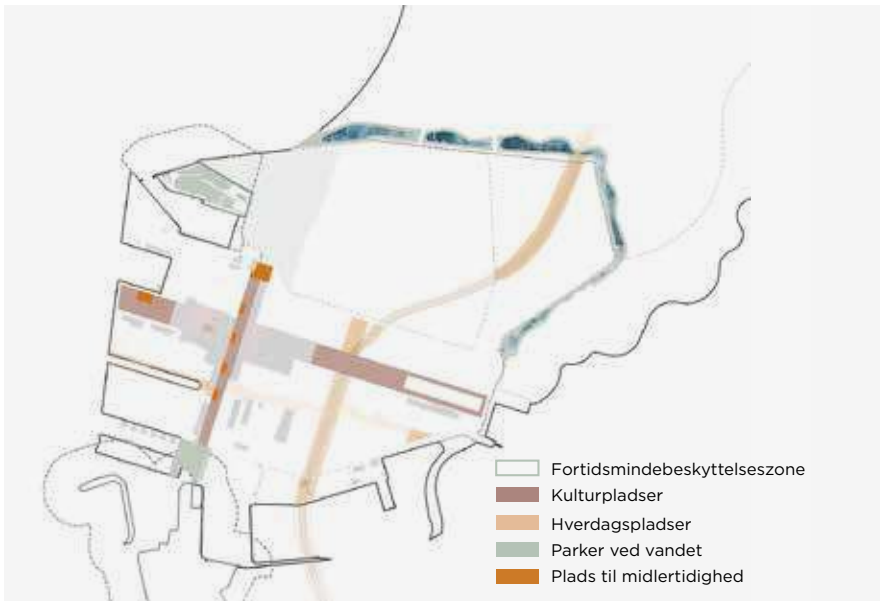 Fortidsmindebeskyttelseszone
Kulturpladser
Hverdagspladser
Parker ved vandet
Plads til midlertidighed